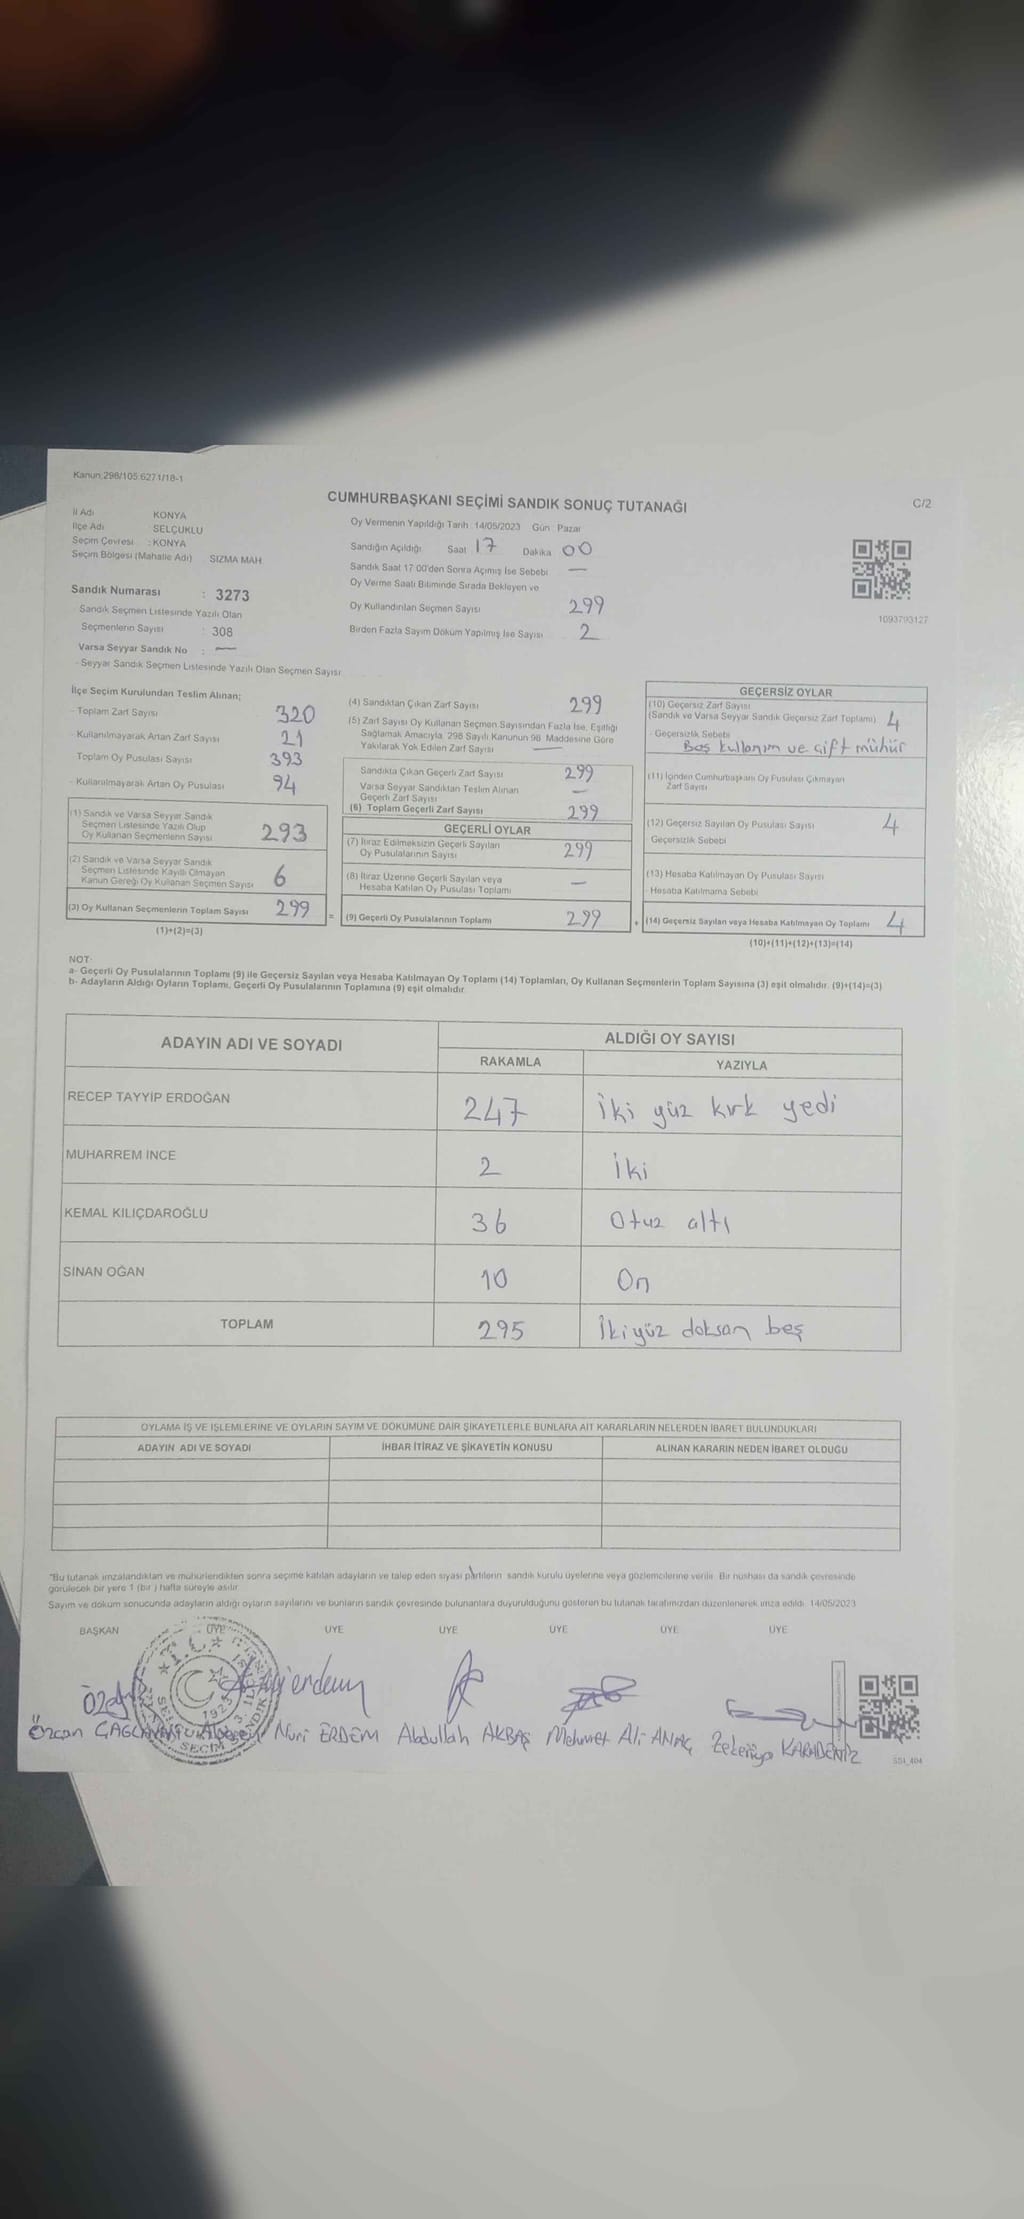 Kanun;298/105.6271/18-1
CUMHURBAŞKANI SEÇİMİ SANDIK SONUÇ TUTANAĞI
C/2
İl Adı KONYA
İlçe Adı SELÇUKLU
Seçim Çevresi : KONYA
Seçim Bölgesi (Mahalle Adı) SIZMA MAH
Sandık Numarası : 3273
Sandık Seçmen Listesinde Yazılı Olan
Seçmenlerin Sayısı : 308
Varsa Seyyar Sandık No : —
- Seyyar Sandık Seçmen Listesinde Yazılı Olan Seçmen Sayısı
Oy Vermenin Yapıldığı Tarih : 14/05/2023 Gün : Pazar
Sandığın Açıldığı Saat 17 Dakika 00
Sandık Saat 17.00'den Sonra Açımış İse Sebebi —
Oy Verme Saati Bitiminde Sırada Bekleyen ve
Oy Kullandırılan Seçmen Sayısı 299
Birden Fazla Sayım Döküm Yapılmış İse Sayısı 2
1093793127
İlçe Seçim Kurulundan Teslim Alınan;
- Toplam Zarf Sayısı 320
- Kullanılmayarak Artan Zarf Sayısı 21
Toplam Oy Pusulası Sayısı 393
- Kullanılmayarak Artan Oy Pusulası 94
(1) Sandık ve Varsa Seyyar Sandık
Seçmen Listesinde Yazılı Olup
Oy Kullanan Seçmenlerin Sayısı 293
(2) Sandık ve Varsa Seyyar Sandık
Seçmen Listesinde Kayıtlı Olmayan
Kanun Gereği Oy Kullanan Seçmen Sayısı 6
(3) Oy Kullanan Seçmenlerin Toplam Sayısı 299
(1)+(2)=(3)
=
(4) Sandıktan Çıkan Zarf Sayısı 299
(5) Zarf Sayısı Oy Kullanan Seçmen Sayısından Fazla İse, Eşitliği
Sağlamak Amacıyla, 298 Sayılı Kanunun 98. Maddesine Göre
Yakılarak Yok Edilen Zarf Sayısı —
Sandıkta Çıkan Geçerli Zarf Sayısı 299
Varsa Seyyar Sandıktan Teslim Alınan
Geçerli Zarf Sayısı —
(6) Toplam Geçerli Zarf Sayısı 299
GEÇERLİ OYLAR
(7) İtiraz Edilmeksizin Geçerli Sayılan
Oy Pusulalarının Sayısı 299
(8) İtiraz Üzerine Geçerli Sayılan veya
Hesaba Katılan Oy Pusulası Toplamı —
(9) Geçerli Oy Pusulalarının Toplamı 299
+
GEÇERSİZ OYLAR
(10) Geçersiz Zarf Sayısı
(Sandık ve Varsa Seyyar Sandık Geçersiz Zarf Toplamı) 4
- Geçersizlik Sebebi
Boş kullanım ve çift mühür
(11) İçinden Cumhurbaşkanı Oy Pusulası Çıkmayan
Zarf Sayısı
(12) Geçersiz Sayılan Oy Pusulası Sayısı 4
Geçersizlik Sebebi
(13) Hesaba Katılmayan Oy Pusulası Sayısı
- Hesaba Katılmama Sebebi
(14) Geçersiz Sayılan veya Hesaba Katılmayan Oy Toplamı 4
(10)+(11)+(12)+(13)=(14)
NOT
a- Geçerli Oy Pusulalarının Toplamı (9) ile Geçersiz Sayılan veya Hesaba Katılmayan Oy Toplamı (14) Toplamları, Oy Kullanan Seçmenlerin Toplam Sayısına (3) eşit olmalıdır. (9)+(14)=(3)
b- Adayların Aldığı Oyların Toplamı, Geçerli Oy Pusulalarının Toplamına (9) eşit olmalıdır
ADAYIN ADI VE SOYADI ALDIĞI OY SAYISI
RAKAMLA YAZIYLA
RECEP TAYYİP ERDOĞAN 247 İki yüz kırk yedi
MUHARREM İNCE 2 İki
KEMAL KILIÇDAROĞLU 36 Otuz altı
SİNAN OĞAN 10 On
TOPLAM 295 İkiyüz doksan beş
OYLAMA İŞ VE İŞLEMLERİNE VE OYLARIN SAYIM VE DÖKÜMÜNE DAİR ŞİKAYETLERLE BUNLARA AİT KARARLARIN NELERDEN İBARET BULUNDUKLARI
ADAYIN ADI VE SOYADI İHBAR İTİRAZ VE ŞİKAYETİN KONUSU ALINAN KARARIN NEDEN İBARET OLDUĞU
"Bu tutanak imzalandıktan ve mühürlendikten sonra seçime katılan adayların ve talep eden siyasi partilerin sandık kurulu üyelerine veya gözlemcilerine verilir. Bir nüshası da sandık çevresinde
görülecek bir yere 1 (bir) hafta süreyle asılır
Sayım ve döküm sonucunda adayların aldığı oyların sayılarını ve bunların sandık çevresinde bulunanlara duyurulduğunu gösteren bu tutanak tarafımızdan düzenlenerek imza edildi. 14/05/2023
BAŞKAN ÜYE ÜYE ÜYE ÜYE ÜYE ÜYE
T.C.
1923
SEÇİM
Özcan Nuri ERDEM Abdullah AKBAŞ Mehmet Ali ANAÇ Zekeriya KARADENİZ
SS1_404